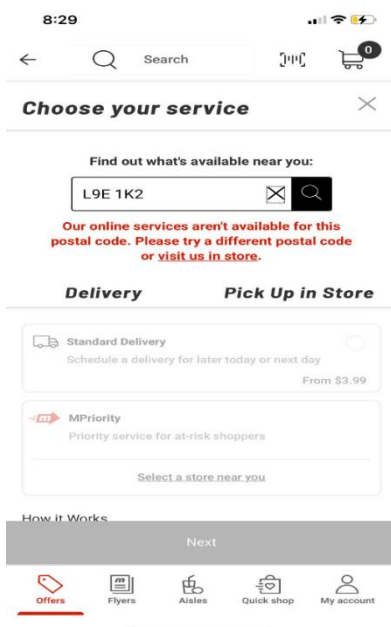 8:29
0
Search
Choose your service
Find out what's available near you:
L9E 1K2
Our online services aren't available for this
postal code. Please try a different postal code
or visit us in store.
Delivery Pick Up in Store
Standard Delivery
Schedule a delivery for later today or next day
From $3.99
m MPriority
Priority service for at-risk shoppers
Select a store near you
How it Works
Next
m
Offers Flyers Aisles Quick shop My account